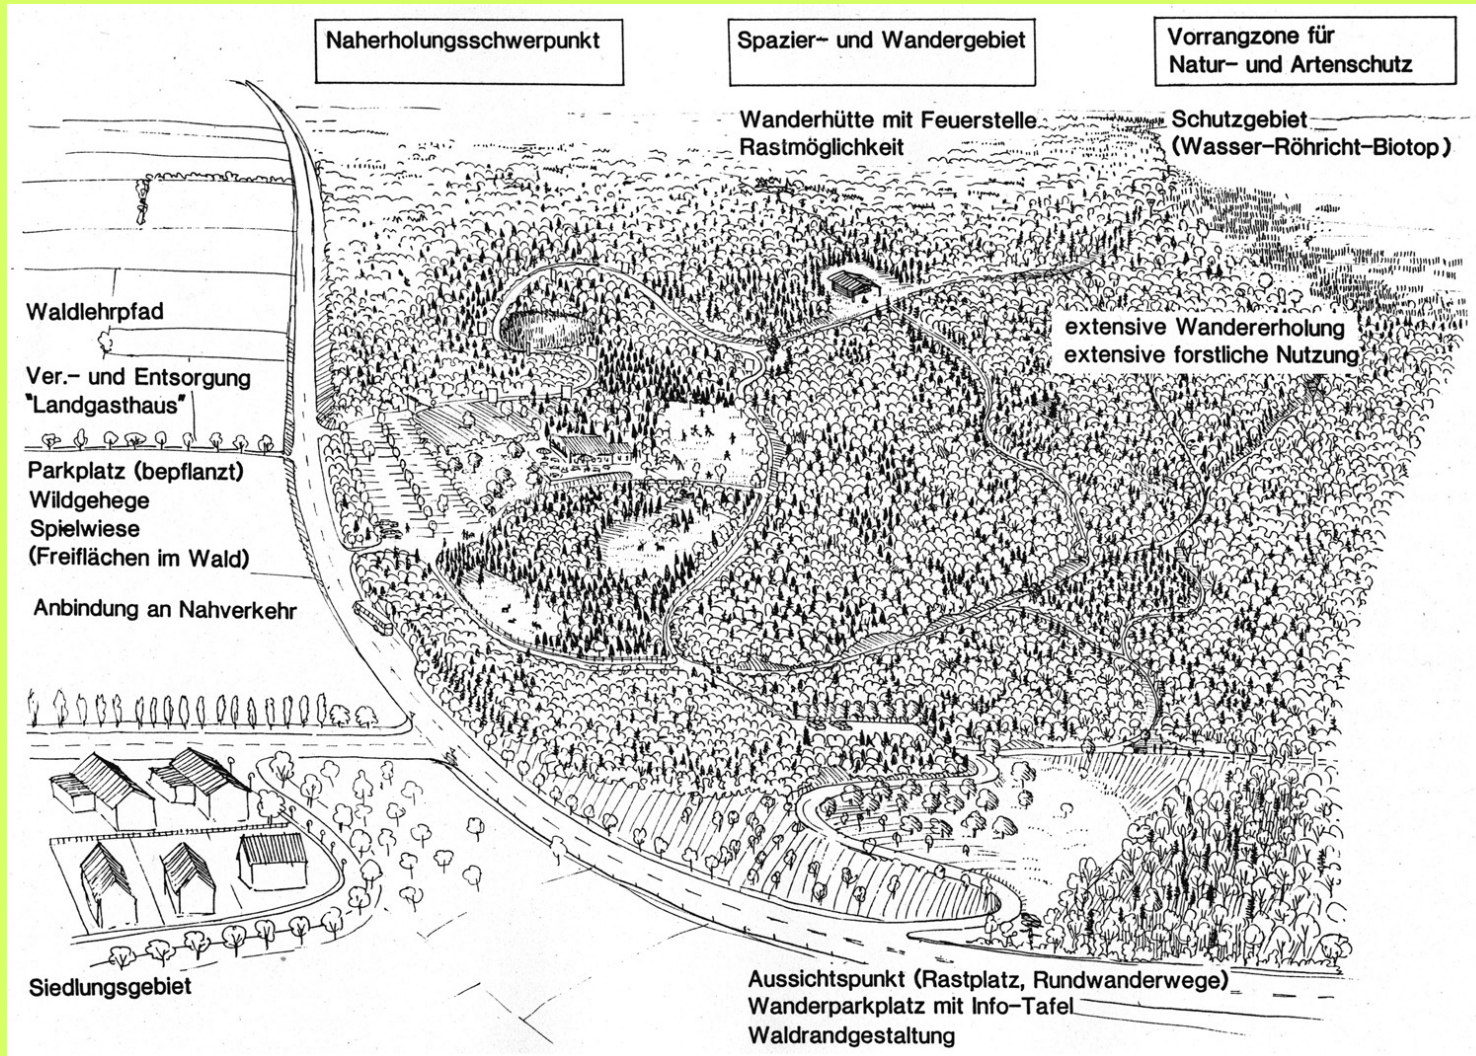 Naherholungsschwerpunkt
Spazier- und Wandergebiet
Vorrangzone für
Natur- und Artenschutz
Wanderhütte mit Feuerstelle
Rastmöglichkeit
Schutzgebiet
(Wasser-Röhricht-Biotop)
Waldlehrpfad
Ver.- und Entsorgung
"Landgasthaus"
Parkplatz (bepflanzt)
Wildgehege
Spielwiese
(Freiflächen im Wald)
Anbindung an Nahverkehr
extensive Wandererholung
extensive forstliche Nutzung
Siedlungsgebiet
Aussichtspunkt (Rastplatz, Rundwanderwege)
Wanderparkplatz mit Info-Tafel
Waldrandgestaltung